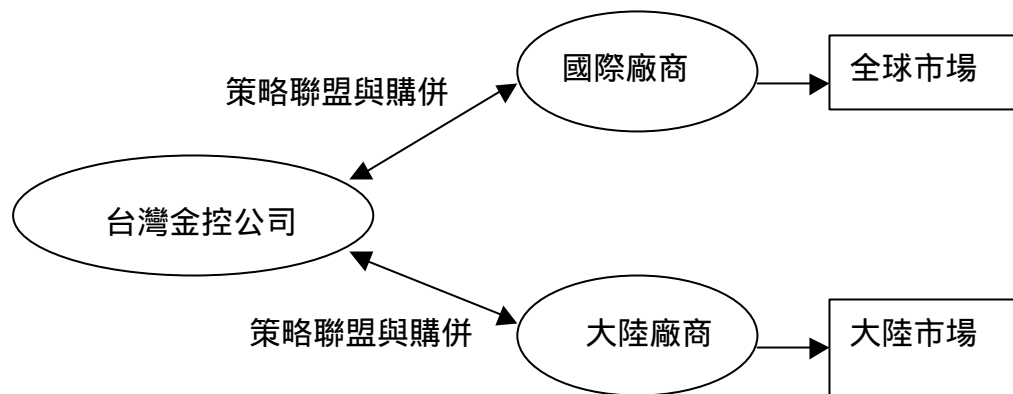 國際廠商
全球市場
策略聯盟與購併
台灣金控公司
策略聯盟與購併
大陸廠商
大陸市場